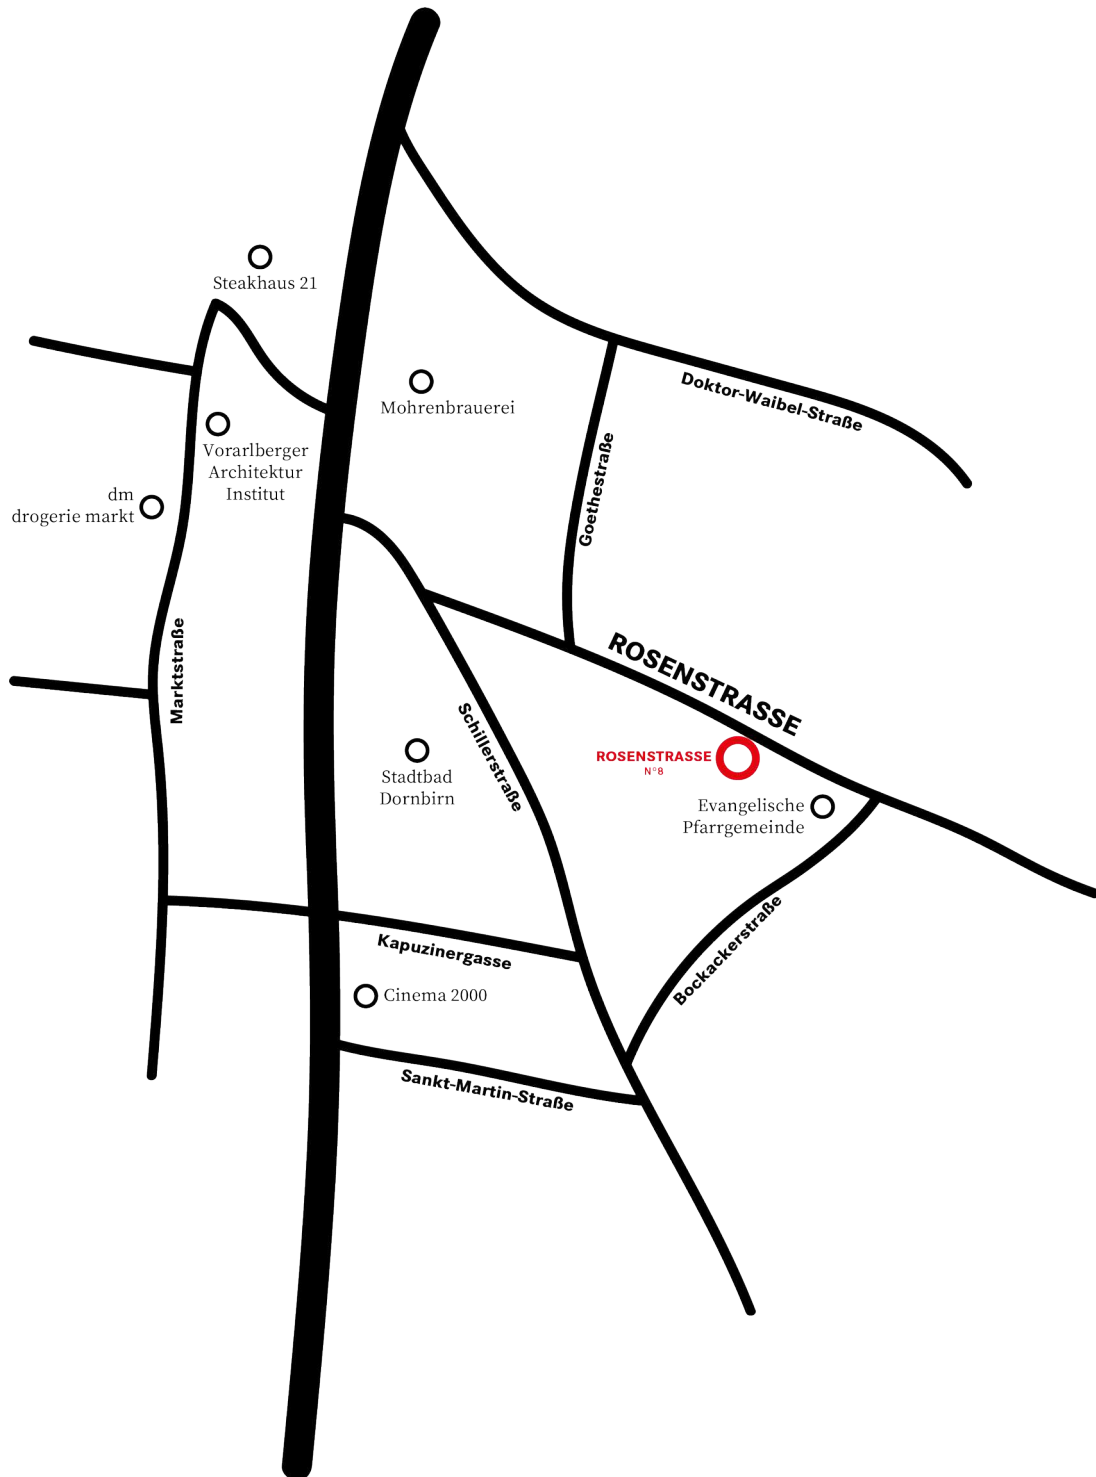 Steakhaus 21
Mohrenbrauerei
Doktor-Waibel-Straße
Vorarlberger
Architektur
Institut
dm
drogerie markt
Goethestraße
Marktstraße
ROSENSTRASSE
Schillerstraße
ROSENSTRASSE
N°8
Stadtbad
Dornbirn
Evangelische
Pfarrgemeinde
Kapuzinergasse
Bockackerstraße
Cinema 2000
Sankt-Martin-Straße